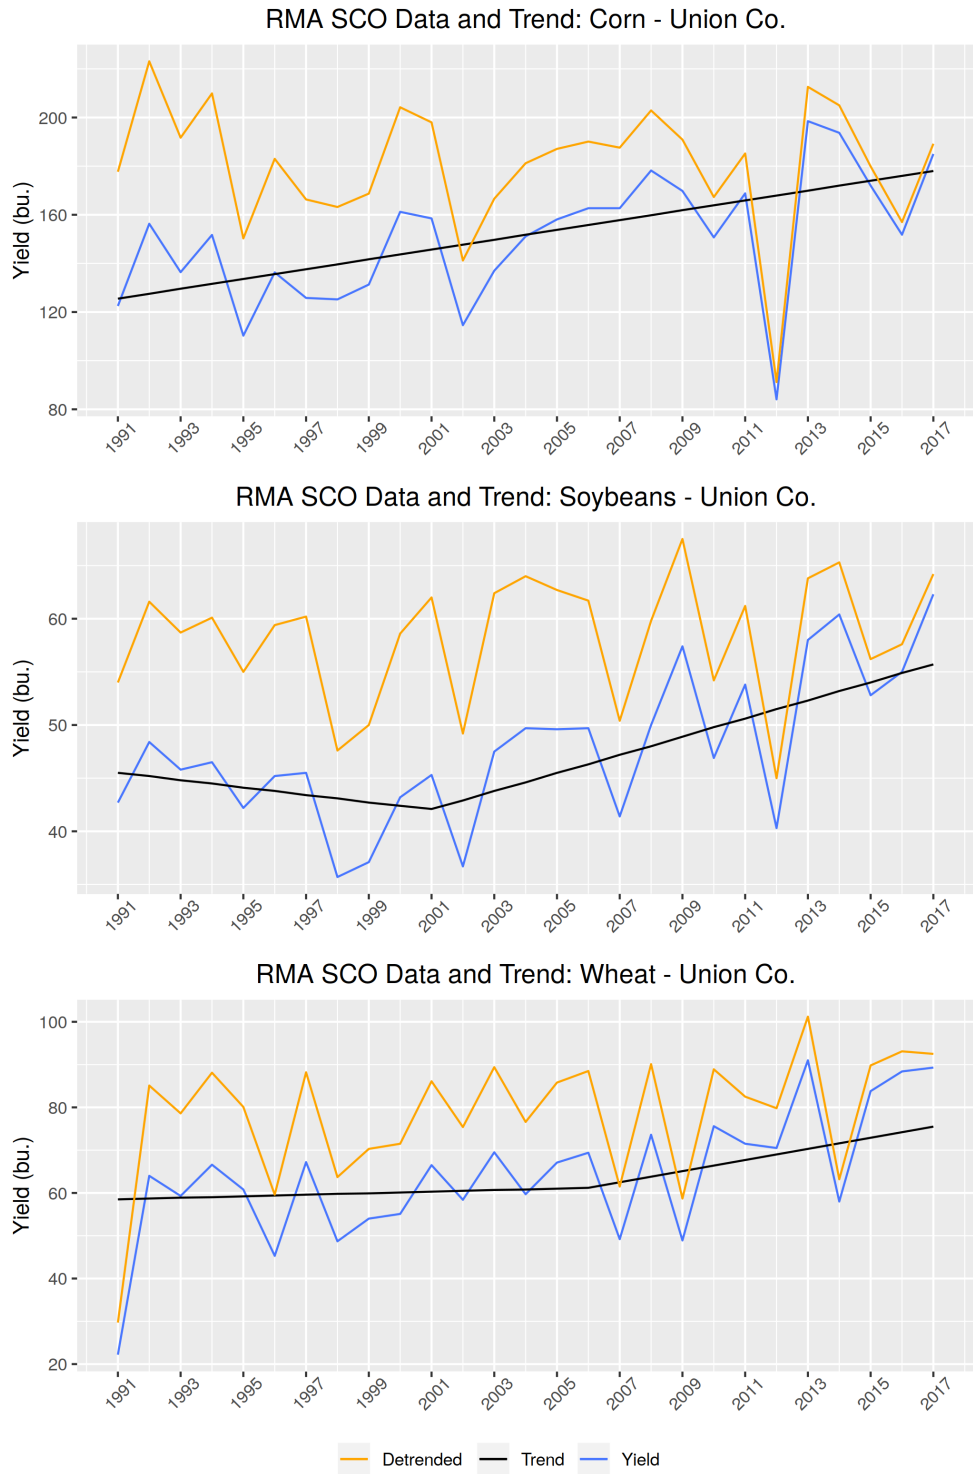 RMA SCO Data and Trend: Corn - Union Co.
Yield (bu.)
200
160
120
80
1991 1993 1995 1997 1999 2001 2003 2005 2007 2009 2011 2013 2015 2017
RMA SCO Data and Trend: Soybeans - Union Co.
Yield (bu.)
60
50
40
1991 1993 1995 1997 1999 2001 2003 2005 2007 2009 2011 2013 2015 2017
RMA SCO Data and Trend: Wheat - Union Co.
Yield (bu.)
100
80
60
40
20
1991 1993 1995 1997 1999 2001 2003 2005 2007 2009 2011 2013 2015 2017
Detrended Trend Yield